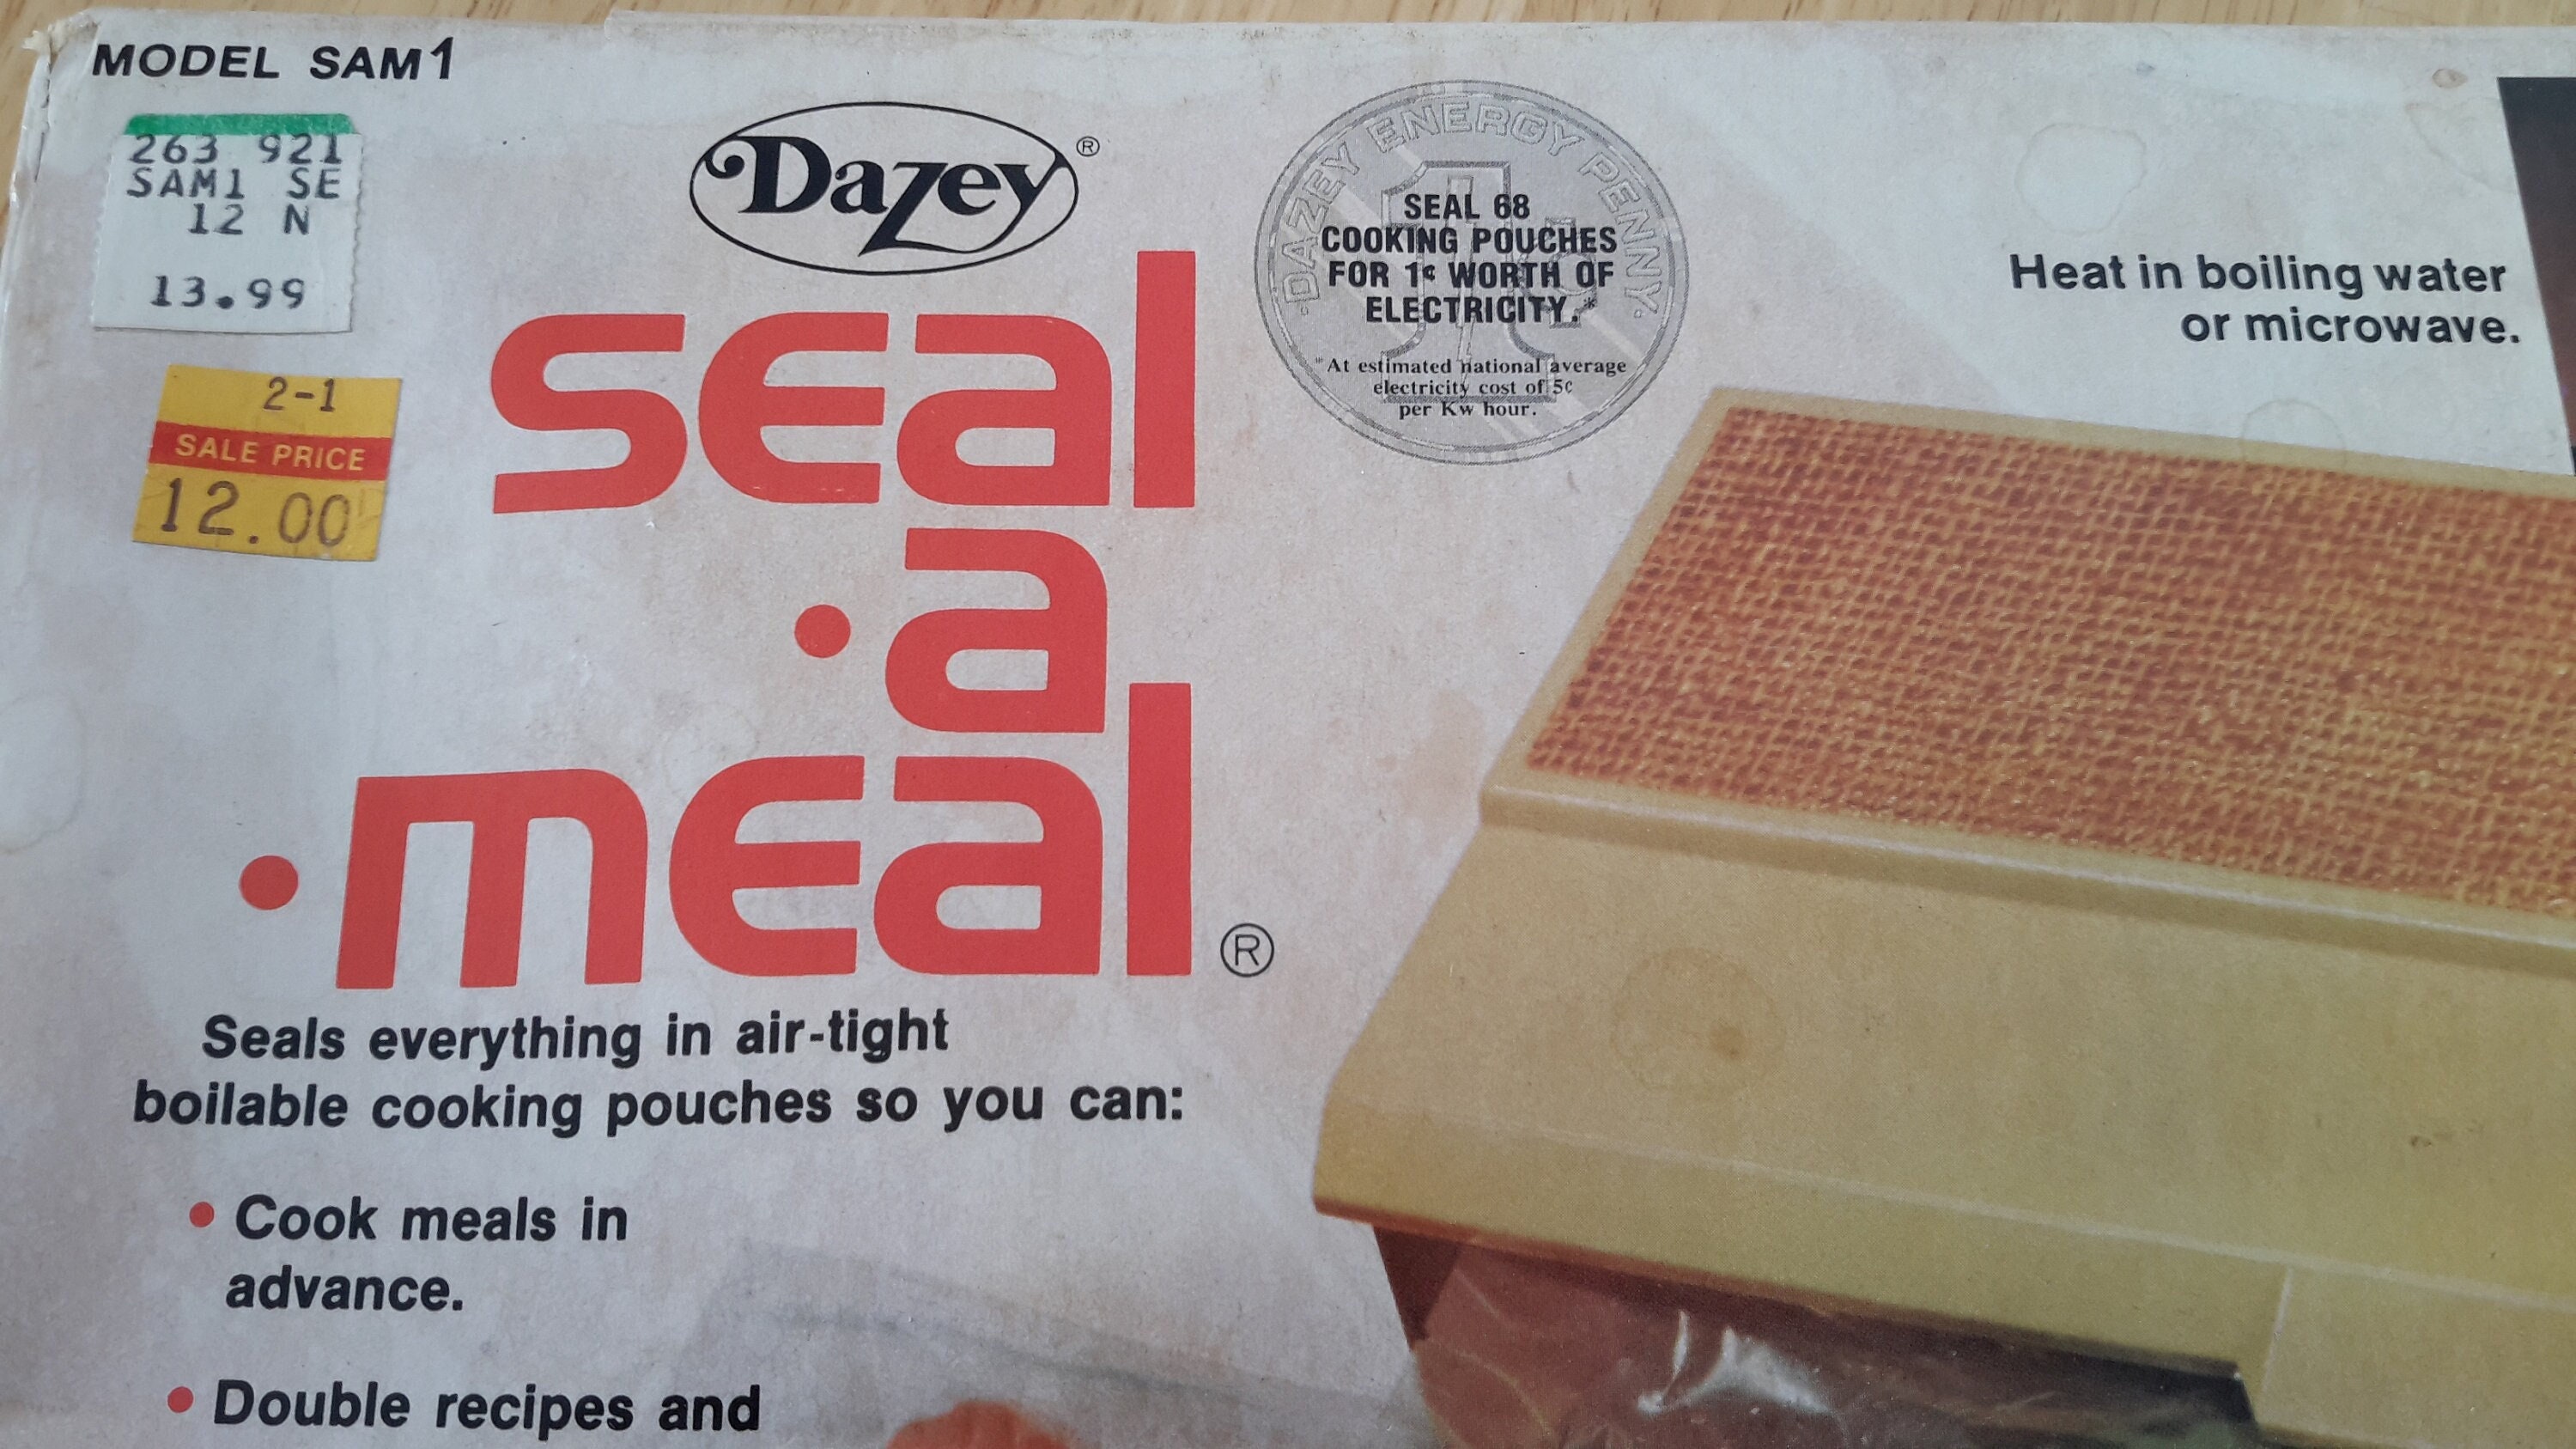 MODEL SAM1
263 921
SAM1 SE
12 N
13.99
2-1
SALE PRICE
12.00
Dazey®
seal
•a
•meal®
DAZEY ENERGY PENNY
1¢
SEAL 68
COOKING POUCHES
FOR 1¢ WORTH OF
ELECTRICITY.*
*At estimated national average
electricity cost of 5¢
per Kw hour.
Heat in boiling water
or microwave.
Seals everything in air-tight
boilable cooking pouches so you can:
• Cook meals in
advance.
• Double recipes and